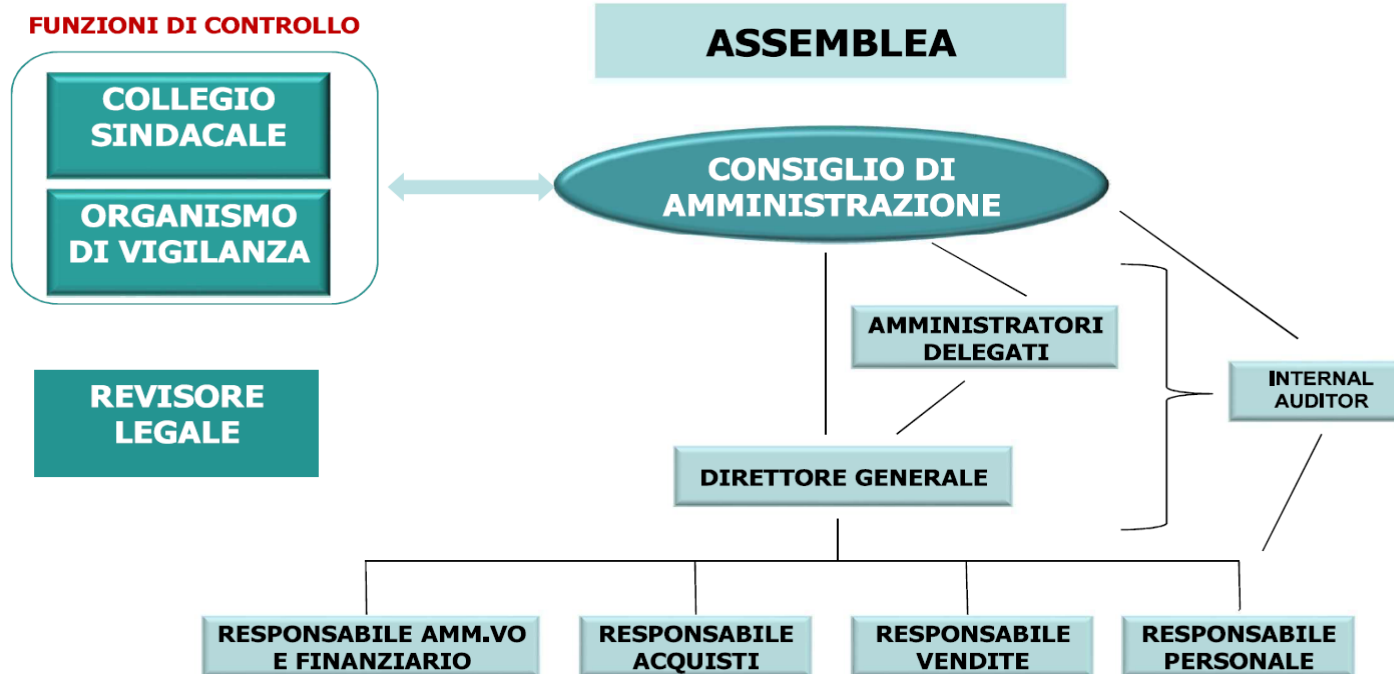 FUNZIONI DI CONTROLLO
ASSEMBLEA
COLLEGIO
SINDACALE
ORGANISMO
DI VIGILANZA
CONSIGLIO DI
AMMINISTRAZIONE
AMMINISTRATORI
DELEGATI
INTERNAL
AUDITOR
REVISORE
LEGALE
DIRETTORE GENERALE
RESPONSABILE AMM.VO
E FINANZIARIO
RESPONSABILE
ACQUISTI
RESPONSABILE
VENDITE
RESPONSABILE
PERSONALE